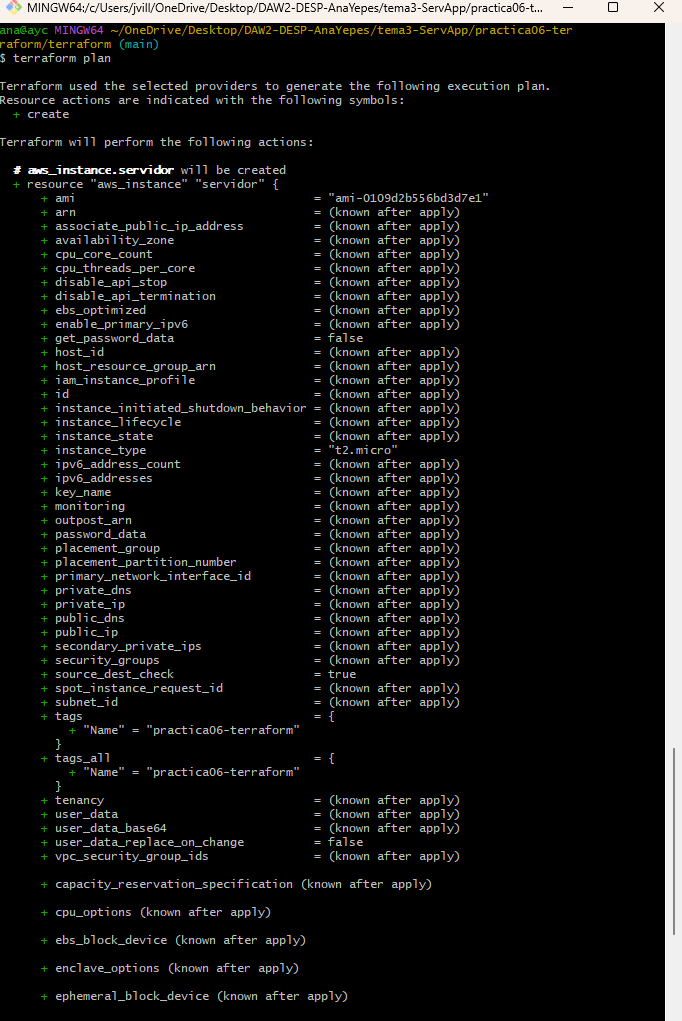 MINGW64:/c/Users/jvill/OneDrive/Desktop/DAW2-DESP-AnaYepes/tema3-ServApp/practica06-t...
ana@ayc MINGW64 ~/OneDrive/Desktop/DAW2-DESP-AnaYepes/tema3-ServApp/practica06-ter
raform/terraform (main)
$ terraform plan
Terraform used the selected providers to generate the following execution plan.
Resource actions are indicated with the following symbols:
+ create
Terraform will perform the following actions:
# aws_instance.servidor will be created
+ resource "aws_instance" "servidor" {
+ ami = "ami-0109d2b556bd3d7e1"
+ arn = (known after apply)
+ associate_public_ip_address = (known after apply)
+ availability_zone = (known after apply)
+ cpu_core_count = (known after apply)
+ cpu_threads_per_core = (known after apply)
+ disable_api_stop = (known after apply)
+ disable_api_termination = (known after apply)
+ ebs_optimized = (known after apply)
+ enable_primary_ipv6 = (known after apply)
+ get_password_data = false
+ host_id = (known after apply)
+ host_resource_group_arn = (known after apply)
+ iam_instance_profile = (known after apply)
+ id = (known after apply)
+ instance_initiated_shutdown_behavior = (known after apply)
+ instance_lifecycle = (known after apply)
+ instance_state = (known after apply)
+ instance_type = "t2.micro"
+ ipv6_address_count = (known after apply)
+ ipv6_addresses = (known after apply)
+ key_name = (known after apply)
+ monitoring = (known after apply)
+ outpost_arn = (known after apply)
+ password_data = (known after apply)
+ placement_group = (known after apply)
+ placement_partition_number = (known after apply)
+ primary_network_interface_id = (known after apply)
+ private_dns = (known after apply)
+ private_ip = (known after apply)
+ public_dns = (known after apply)
+ public_ip = (known after apply)
+ secondary_private_ips = (known after apply)
+ security_groups = (known after apply)
+ source_dest_check = true
+ spot_instance_request_id = (known after apply)
+ subnet_id = (known after apply)
+ tags = {
+ "Name" = "practica06-terraform"
}
+ tags_all = {
+ "Name" = "practica06-terraform"
}
+ tenancy = (known after apply)
+ user_data = (known after apply)
+ user_data_base64 = (known after apply)
+ user_data_replace_on_change = false
+ vpc_security_group_ids = (known after apply)
+ capacity_reservation_specification (known after apply)
+ cpu_options (known after apply)
+ ebs_block_device (known after apply)
+ enclave_options (known after apply)
+ ephemeral_block_device (known after apply)